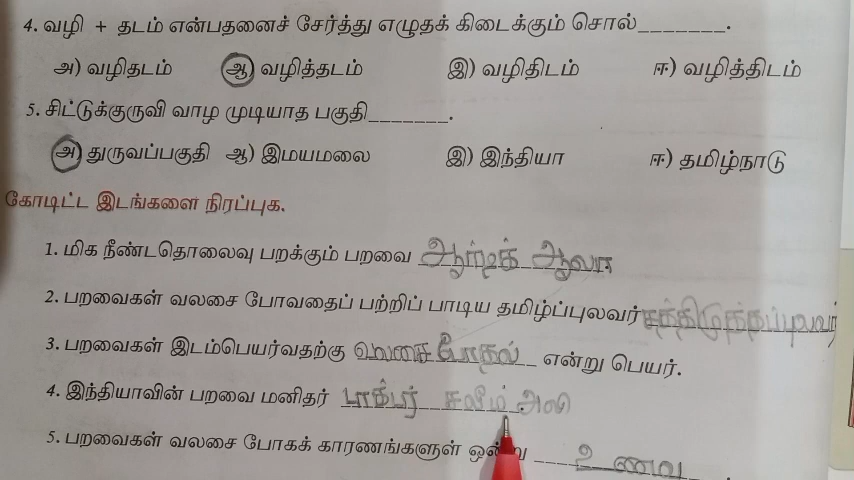 4. வழி + தடம் என்பதனைச் சேர்த்து எழுதக் கிடைக்கும் சொல்_______.
அ) வழிதடம் ஆ) வழித்தடம் இ) வழிதிடம் ஈ) வழித்திடம்
5. சிட்டுக்குருவி வாழ முடியாத பகுதி_______.
அ) துருவப்பகுதி ஆ) இமயமலை இ) இந்தியா ஈ) தமிழ்நாடு
கோடிட்ட இடங்களை நிரப்புக.
1. மிக நீண்டதொலைவு பறக்கும் பறவை ஆர்டிக் ஆலா
2. பறவைகள் வலசை போவதைப் பற்றிப் பாடிய தமிழ்ப்புலவர் சத்திமுத்தப்புலவர்
3. பறவைகள் இடம்பெயர்வதற்கு வலசைபோதல் என்று பெயர்.
4. இந்தியாவின் பறவை மனிதர் டாக்டர் சலீம் அலி
5. பறவைகள் வலசை போகக் காரணங்களுள் ஒன்று உணவு